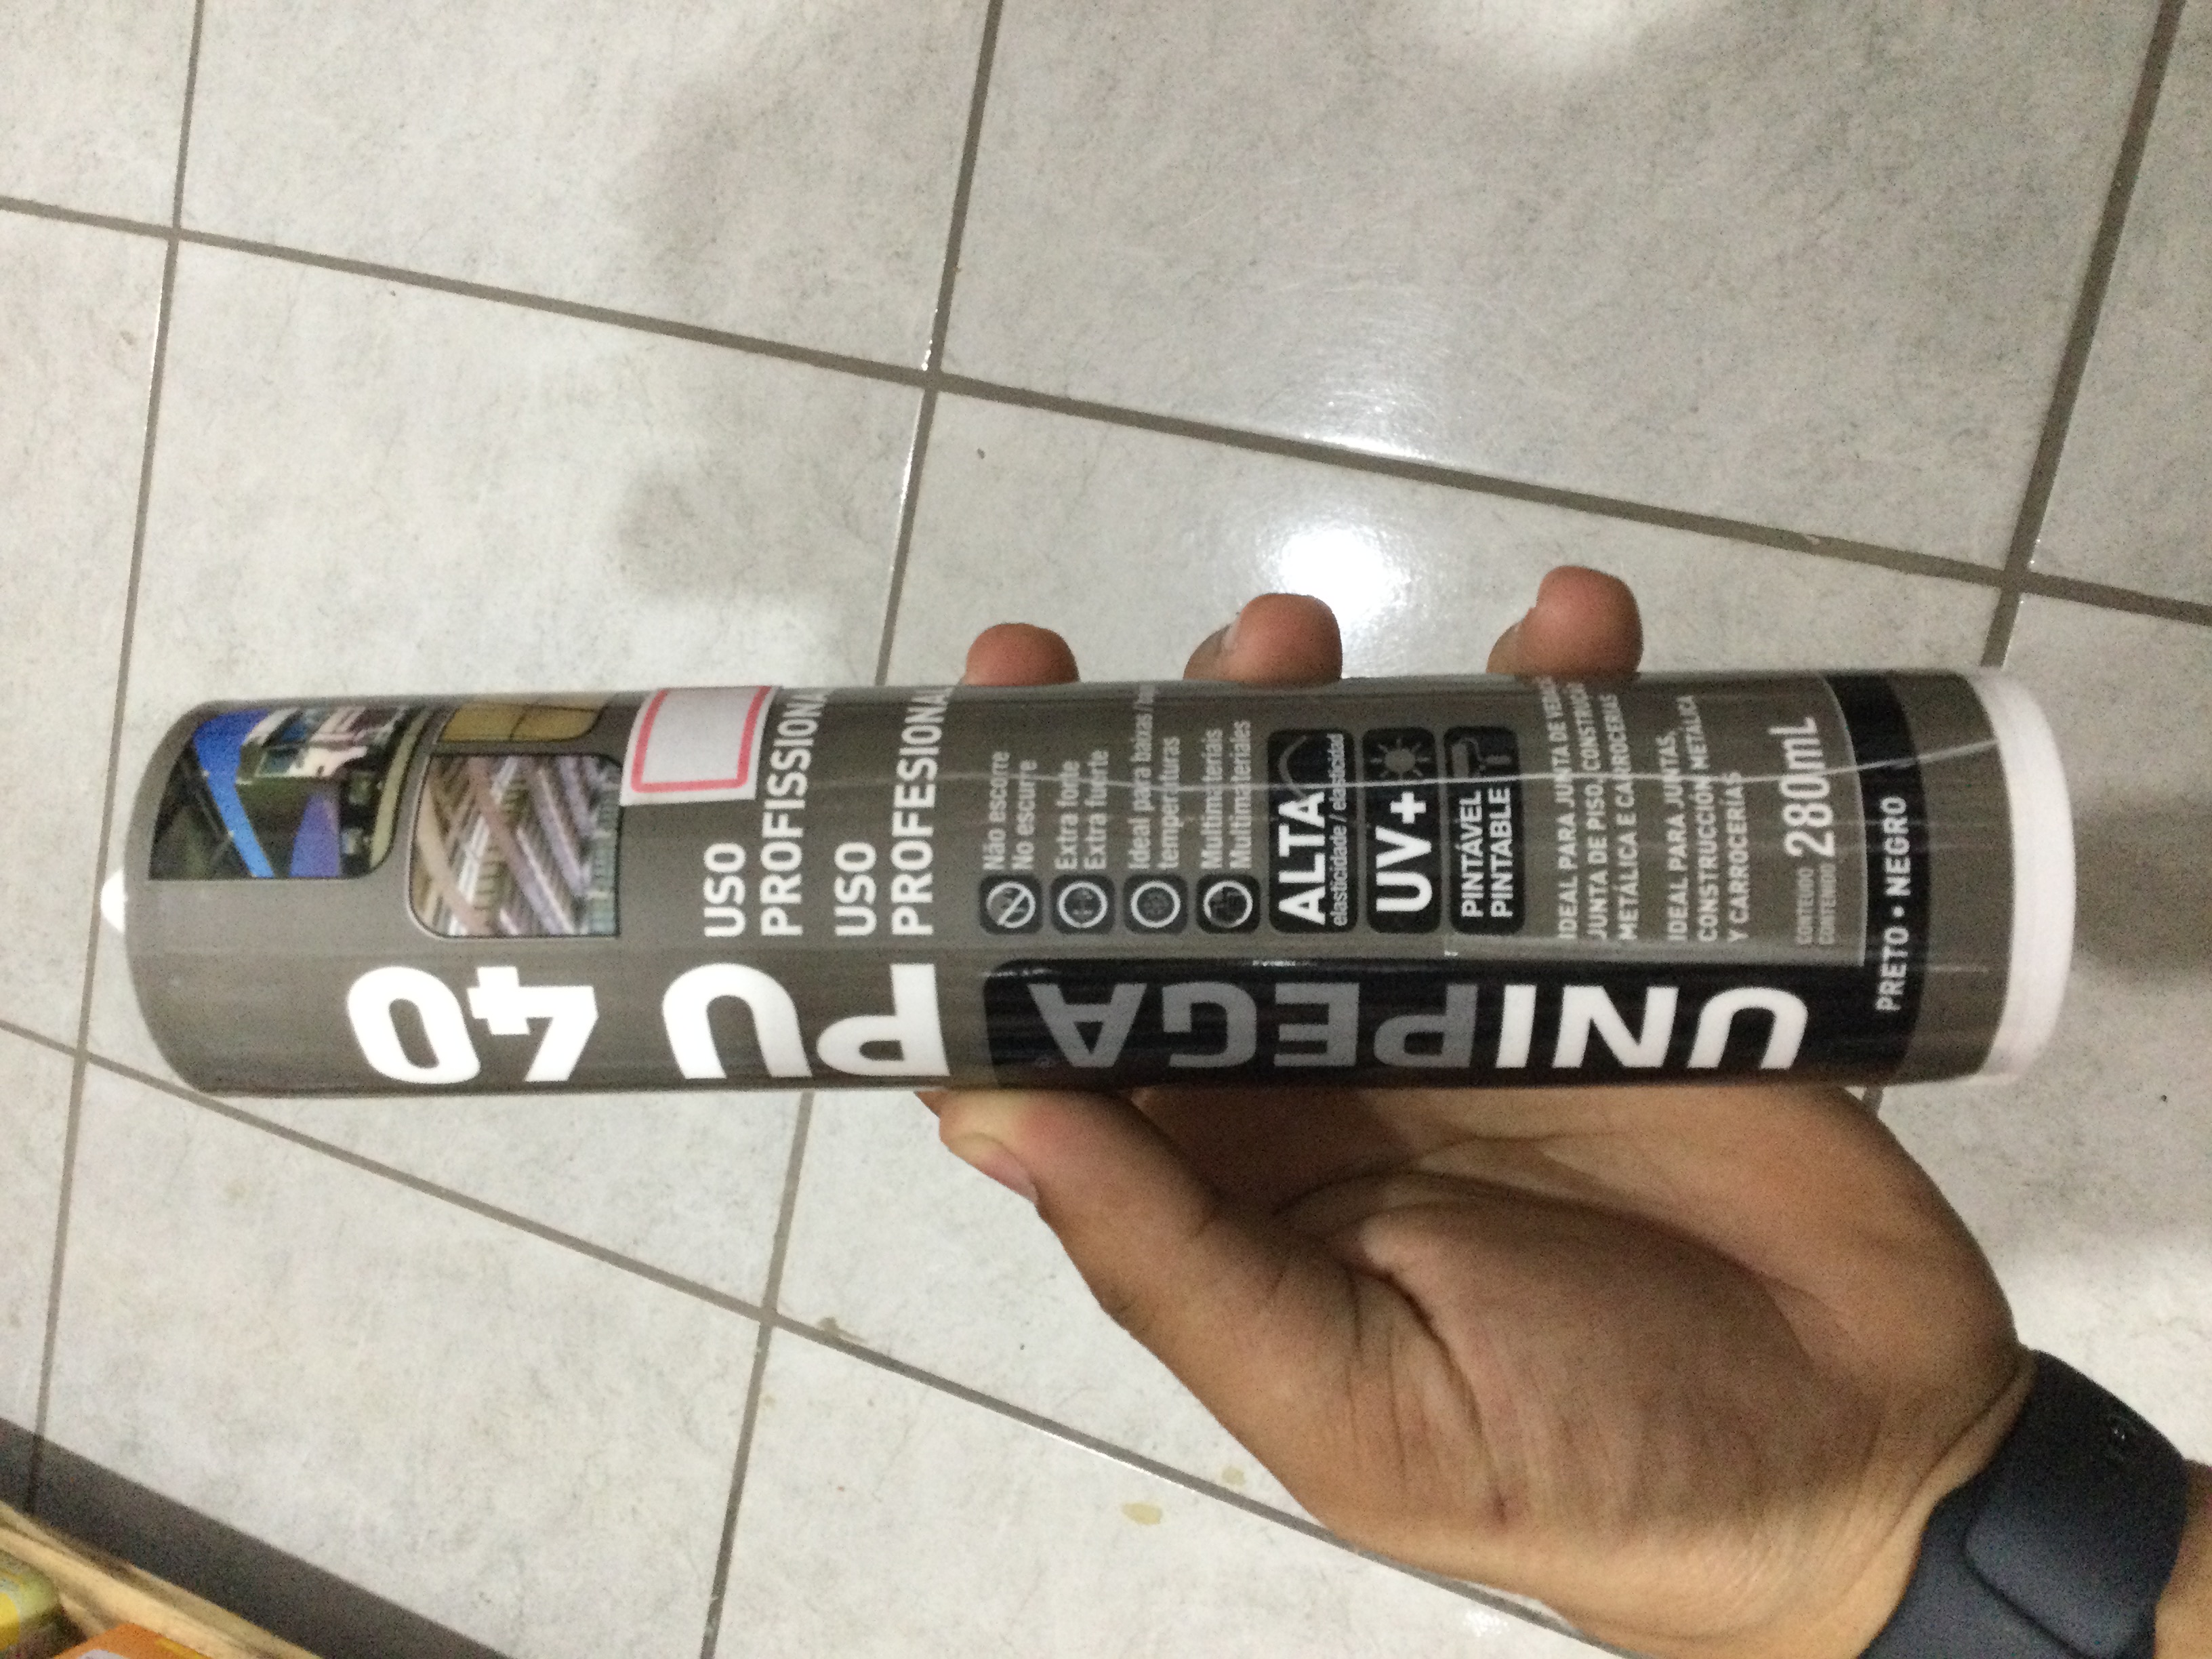 UNIPEGA
PU 40
USO
PROFISSIONAL
USO
PROFESIONAL
Não escorre
No escurre
Extra forte
Extra fuerte
Ideal para baixas /
temperaturas
Multimateriais
Multimateriales
ALTA
elasticidade / elasticidad
UV+
PINTÁVEL
PINTABLE
IDEAL PARA JUNTA DE
JUNTA DE PISO, CONSTRUÇÃO
METÁLICA E CARROCERIAS
IDEAL PARA JUNTAS,
CONSTRUCCIÓN METÁLICA
Y CARROCERÍAS
CONTEÚDO
CONTENIDO 280mL
PRETO • NEGRO